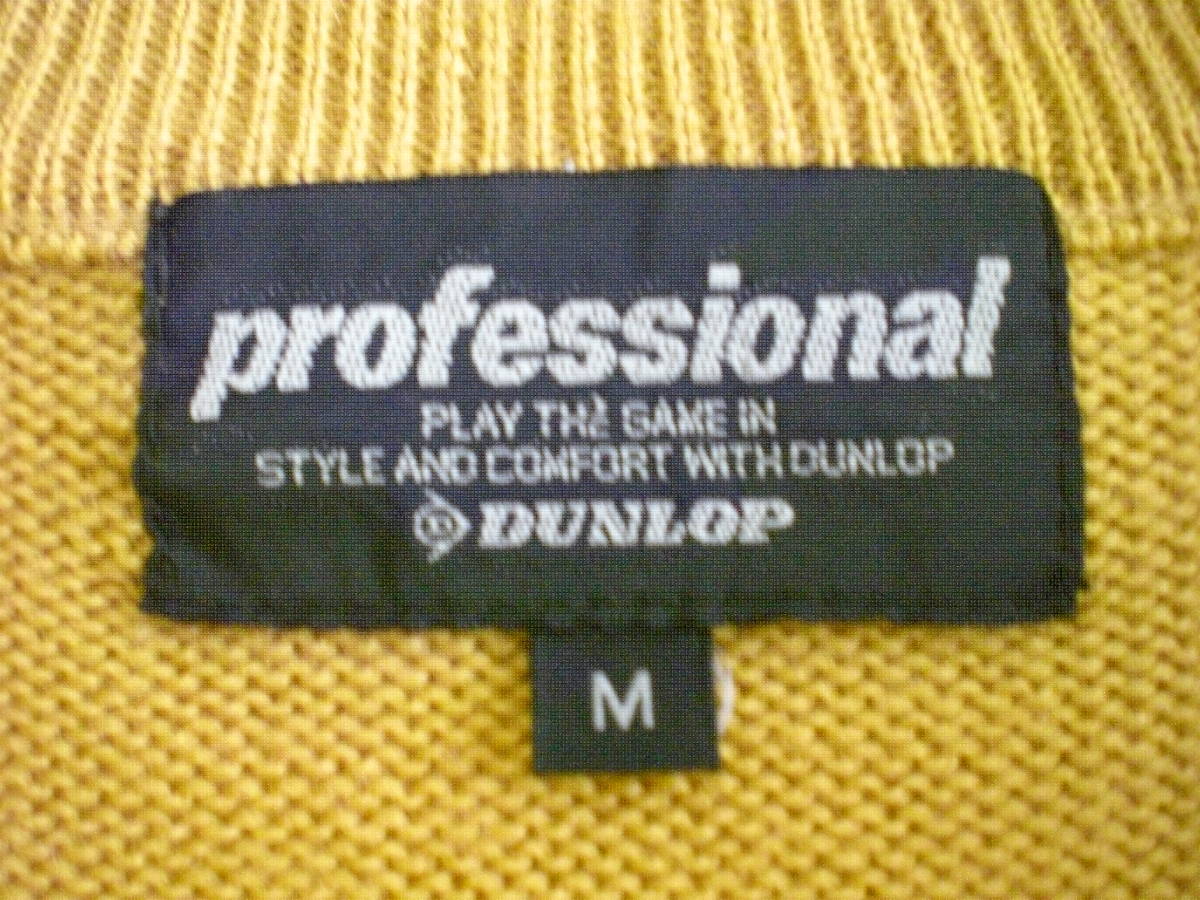 professional
PLAY THE GAME IN
STYLE AND COMFORT WITH DUNLOP
DUNLOP
M